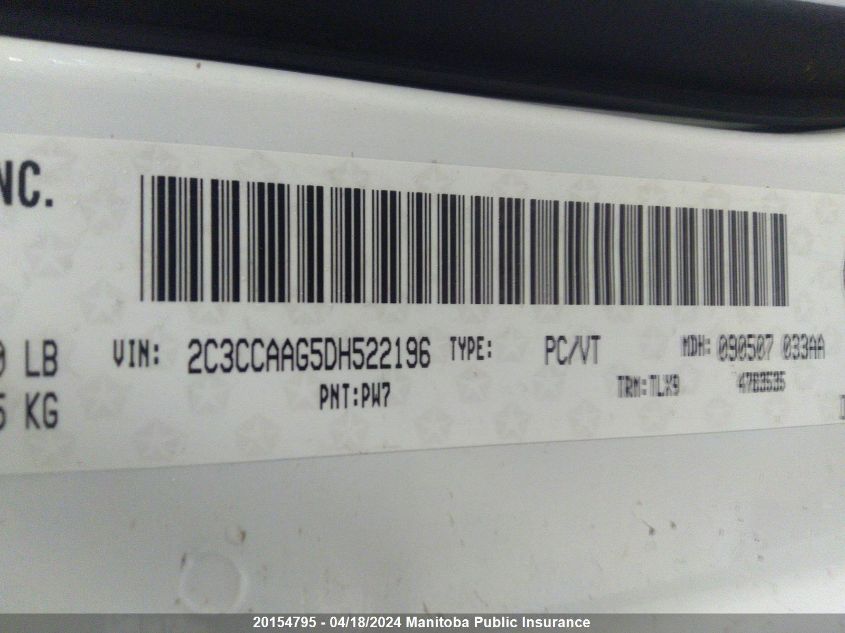 NC.
LB
VIN: 2C3CCAAG5DH522196 TYPE: PC/VT MDH: 090507 033AA
KG
PNT:PW7
TRM:TLX9 4783535
20154795 - 04/18/2024 Manitoba Public Insurance